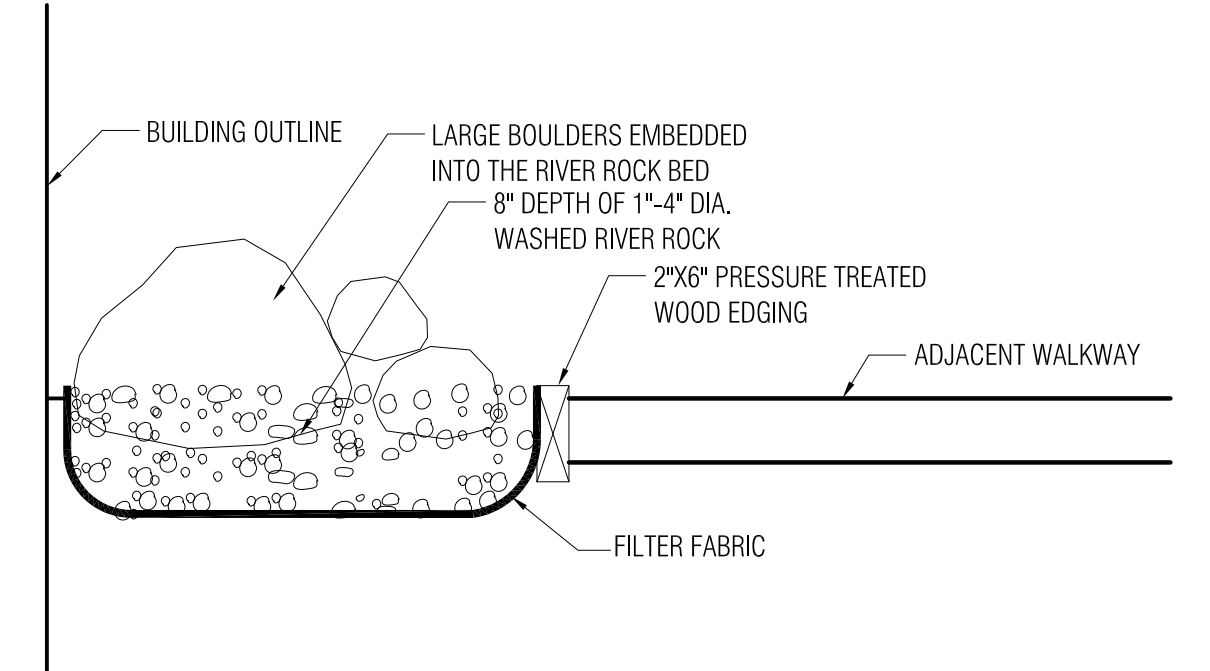 BUILDING OUTLINE
LARGE BOULDERS EMBEDDED
INTO THE RIVER ROCK BED
8" DEPTH OF 1"-4" DIA.
WASHED RIVER ROCK
2"X6" PRESSURE TREATED
WOOD EDGING
ADJACENT WALKWAY
FILTER FABRIC